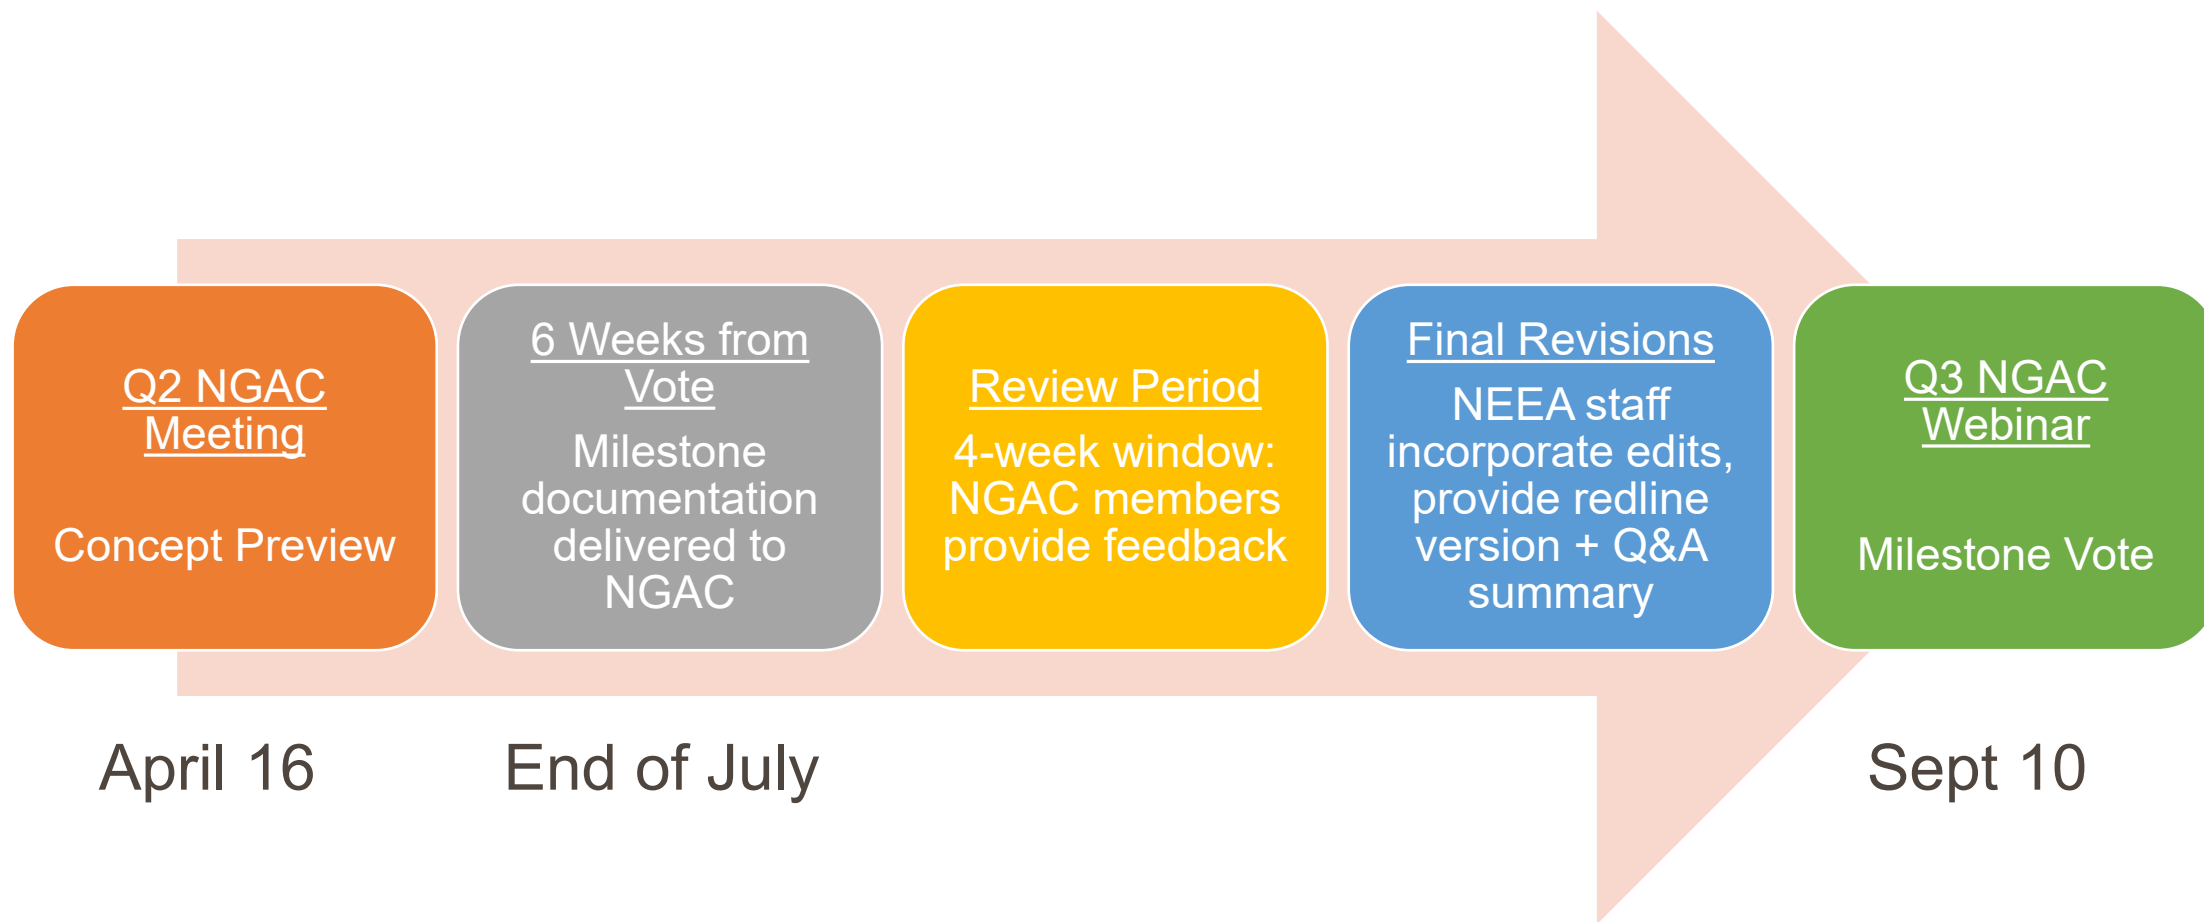 Q2 NGAC
Meeting
Concept Preview
6 Weeks from
Vote
Milestone
documentation
delivered to
NGAC
Review Period
4-week window:
NGAC members
provide feedback
Final Revisions
NEEA staff
incorporate edits,
provide redline
version + Q&A
summary
Q3 NGAC
Webinar
Milestone Vote
April 16
End of July
Sept 10